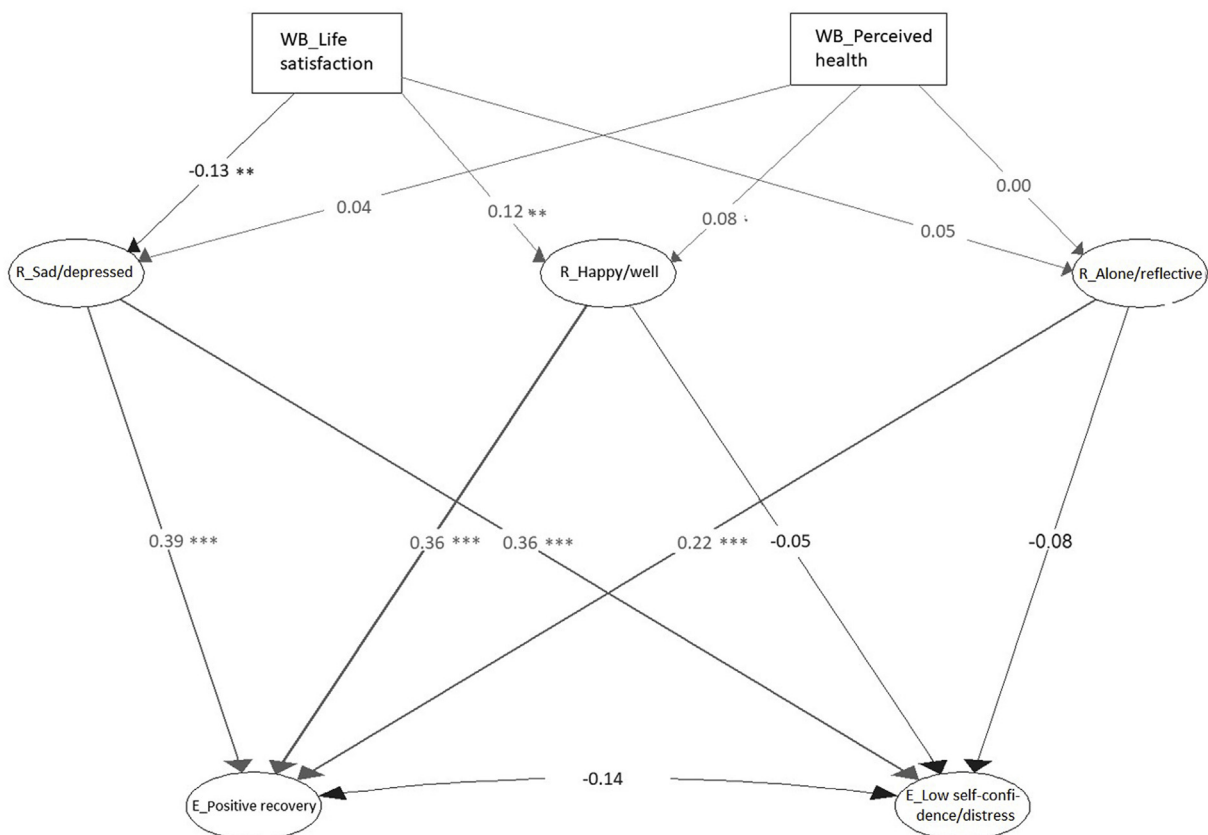 WB_Life
satisfaction
WB_Perceived
health
-0.13 **
0.04
0.12 **
0.08
0.05
0.00
R_Sad/depressed
R_Happy/well
R_Alone/reflective
0.39 ***
0.36 ***
0.36 ***
0.22 ***
-0.05
-0.08
-0.14
E_Positive recovery
E_Low self-confi-
dence/distress